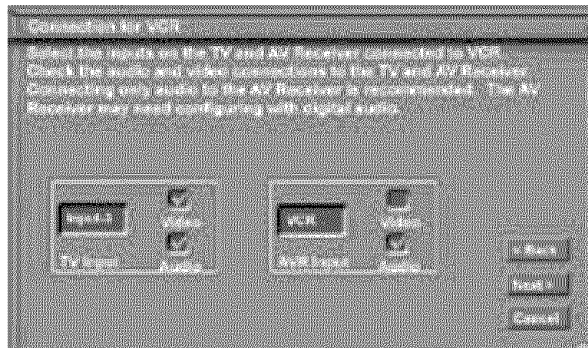 Connection for VCR
Select the inputs on the TV and AV Receiver connected to VCR.
Check the audio and video connections to the TV and AV Receiver.
Connecting only audio to the AV Receiver is recommended. The AV
Receiver may need configuring with digital audio.
VCR
Video
Video
TV Input
Audio
AVR Input
Audio
< Back
Next >
Cancel